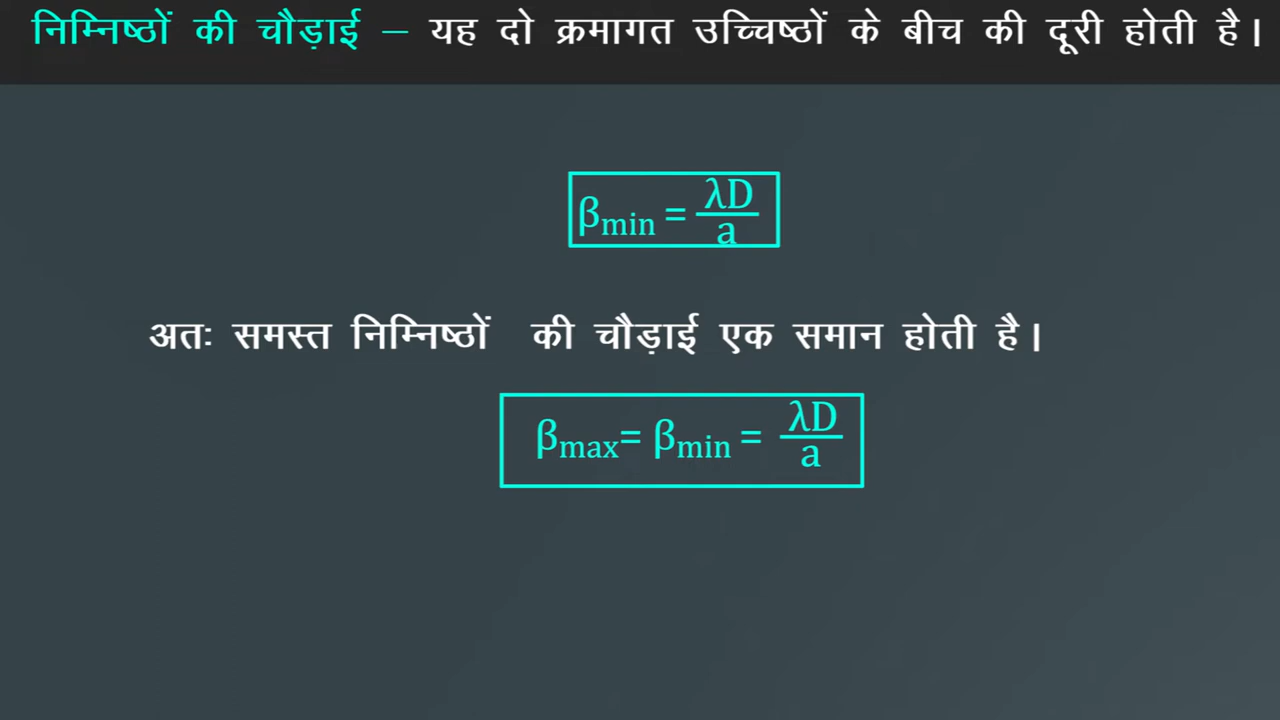 निम्निष्ठों की चौड़ाई – यह दो क्रमागत उच्चिष्ठों के बीच की दूरी होती है।
βmin = λD/a
अतः समस्त निम्निष्ठों की चौड़ाई एक समान होती है।
βmax= βmin = λD/a